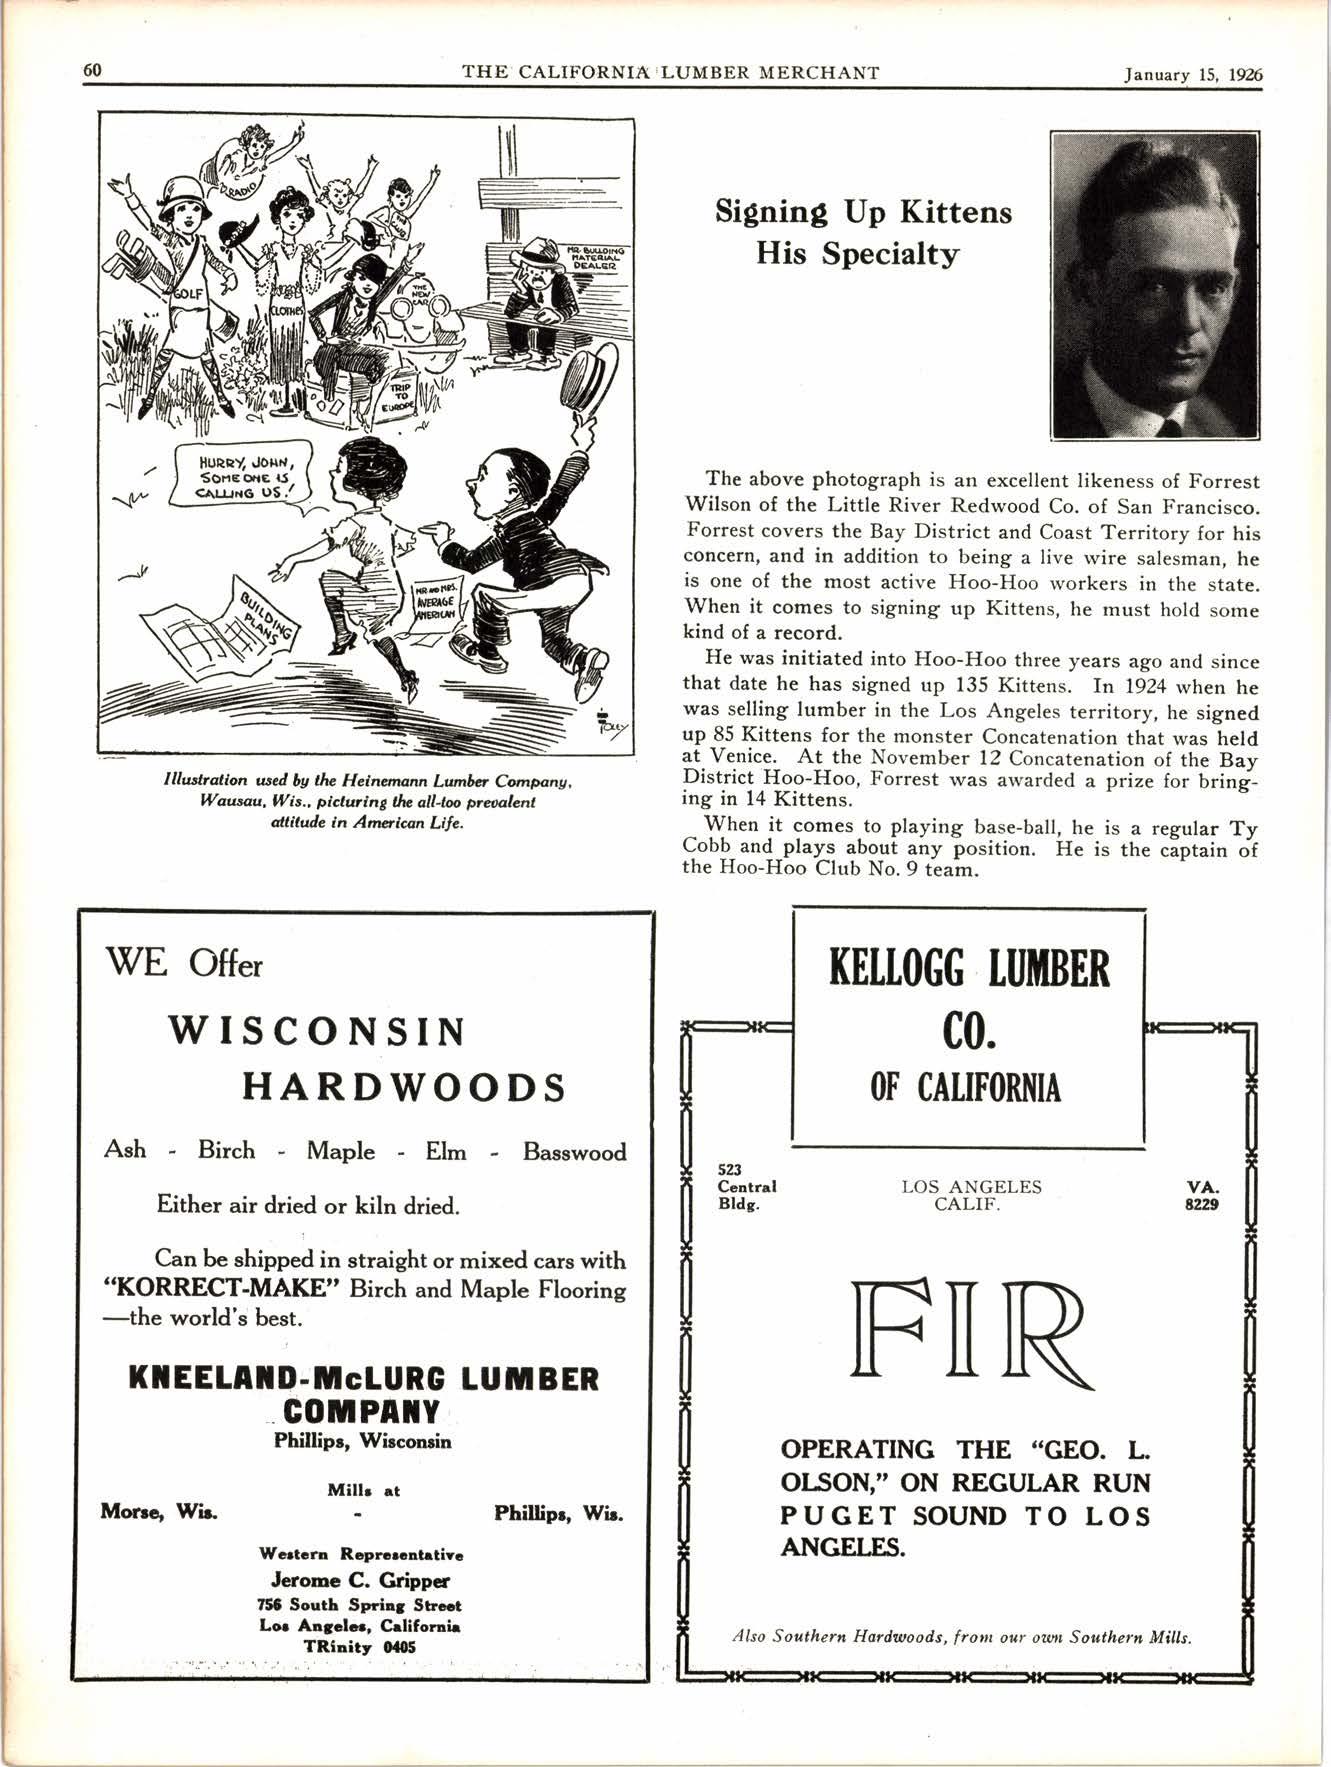 60
THE CALIFORNIA LUMBER MERCHANT
January 15, 1926
RADIO
GOLF
CLOTHES
THE
NEW
CAR
TRIP
TO
EUROPE
MR. BUILDING
MATERIAL
DEALER
HURRY, JOHN,
SOMEONE IS
CALLING US!
BUILDING
PLANS
MR AND MRS.
AVERAGE
AMERICAN
Illustration used by the Heinemann Lumber Company,
Wausau, Wis., picturing the all-too prevalent
attitude in American Life.
Signing Up Kittens
His Specialty
The above photograph is an excellent likeness of Forrest
Wilson of the Little River Redwood Co. of San Francisco.
Forrest covers the Bay District and Coast Territory for his
concern, and in addition to being a live wire salesman, he
is one of the most active Hoo-Hoo workers in the state.
When it comes to signing up Kittens, he must hold some
kind of a record.
He was initiated into Hoo-Hoo three years ago and since
that date he has signed up 135 Kittens. In 1924 when he
was selling lumber in the Los Angeles territory, he signed
up 85 Kittens for the monster Concatenation that was held
at Venice. At the November 12 Concatenation of the Bay
District Hoo-Hoo, Forrest was awarded a prize for bring-
ing in 14 Kittens.
When it comes to playing base-ball, he is a regular Ty
Cobb and plays about any position. He is the captain of
the Hoo-Hoo Club No. 9 team.
WE Offer
WISCONSIN
HARDWOODS
Ash - Birch - Maple - Elm - Basswood
Either air dried or kiln dried.
Can be shipped in straight or mixed cars with
"KORRECT-MAKE" Birch and Maple Flooring
—the world's best.
KNEELAND-McLURG LUMBER
COMPANY
Phillips, Wisconsin
Mills at
Morse, Wis. - Phillips, Wis.
Western Representative
Jerome C. Gripper
756 South Spring Street
Los Angeles, California
TRinity 0405
KELLOGG LUMBER
CO.
OF CALIFORNIA
523
Central
Bldg.
LOS ANGELES
CALIF.
VA.
8229
FIR
OPERATING THE "GEO. L.
OLSON," ON REGULAR RUN
PUGET SOUND TO LOS
ANGELES.
Also Southern Hardwoods, from our own Southern Mills.